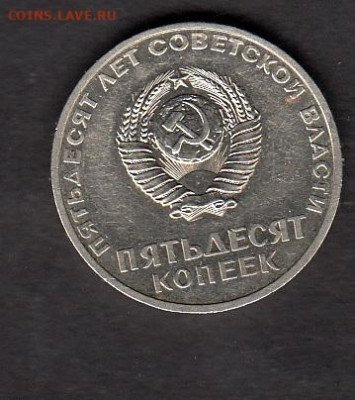 COINS.LAVE.RU
ПЯТЬДЕСЯТ ЛЕТ СОВЕТСКОЙ ВЛАСТИ
ПЯТЬДЕСЯТ
КОПЕЕК